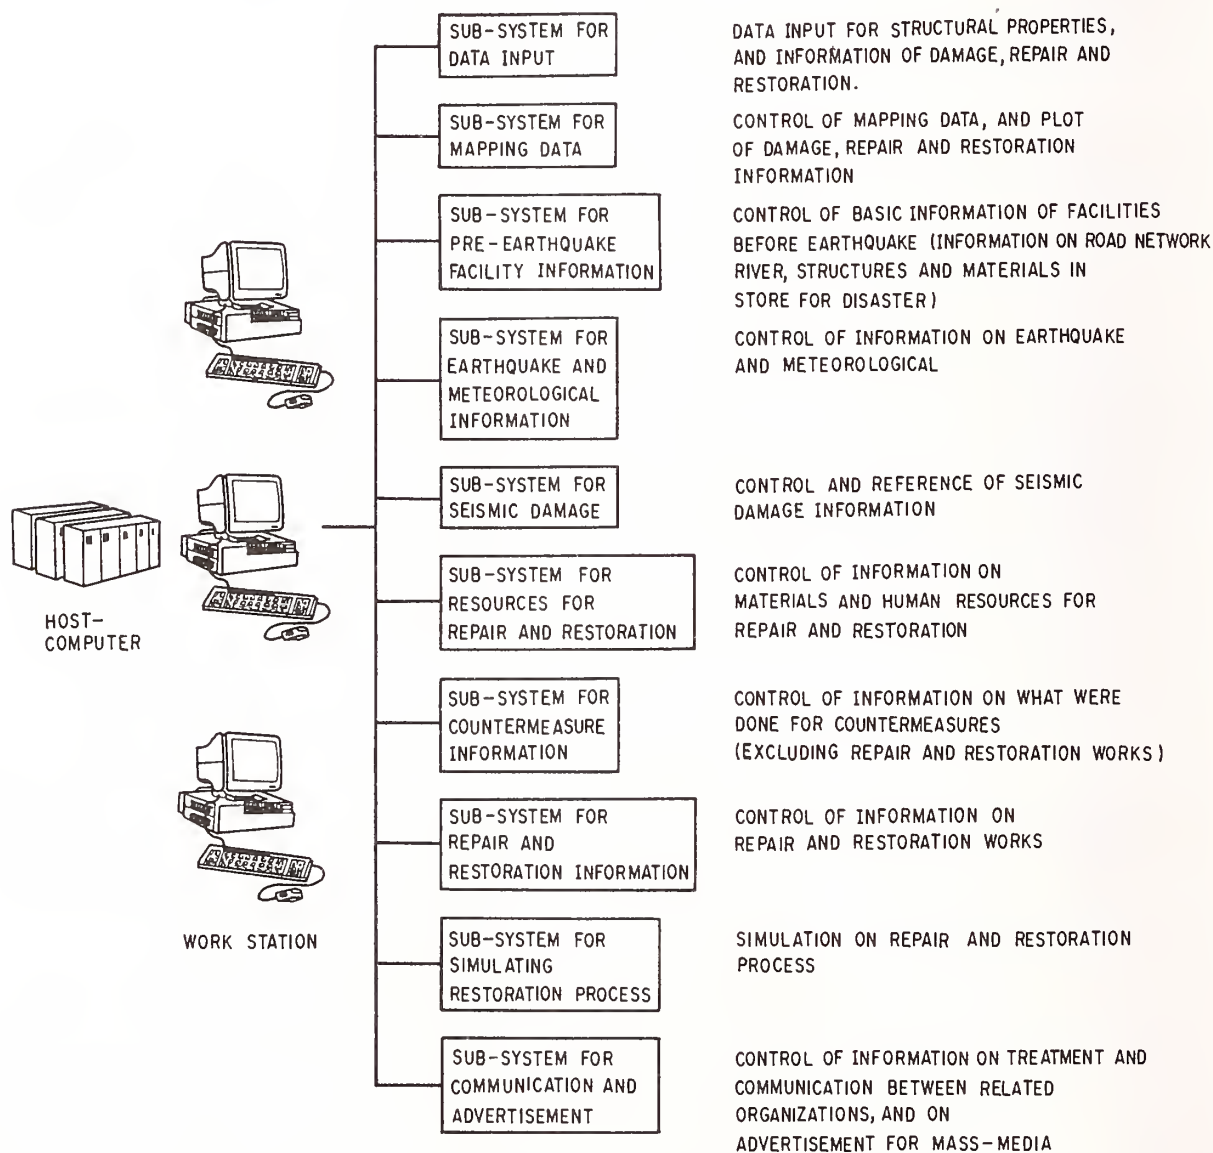 SUB-SYSTEM FOR
DATA INPUT
DATA INPUT FOR STRUCTURAL PROPERTIES,
AND INFORMATION OF DAMAGE, REPAIR AND
RESTORATION.
SUB-SYSTEM FOR
MAPPING DATA
CONTROL OF MAPPING DATA, AND PLOT
OF DAMAGE, REPAIR AND RESTORATION
INFORMATION
SUB-SYSTEM FOR
PRE-EARTHQUAKE
FACILITY INFORMATION
CONTROL OF BASIC INFORMATION OF FACILITIES
BEFORE EARTHQUAKE (INFORMATION ON ROAD NETWORK
RIVER, STRUCTURES AND MATERIALS IN
STORE FOR DISASTER)
SUB-SYSTEM FOR
EARTHQUAKE AND
METEOROLOGICAL
INFORMATION
CONTROL OF INFORMATION ON EARTHQUAKE
AND METEOROLOGICAL
SUB-SYSTEM FOR
SEISMIC DAMAGE
CONTROL AND REFERENCE OF SEISMIC
DAMAGE INFORMATION
HOST-
COMPUTER
SUB-SYSTEM FOR
RESOURCES FOR
REPAIR AND RESTORATION
CONTROL OF INFORMATION ON
MATERIALS AND HUMAN RESOURCES FOR
REPAIR AND RESTORATION
SUB-SYSTEM FOR
COUNTERMEASURE
INFORMATION
CONTROL OF INFORMATION ON WHAT WERE
DONE FOR COUNTERMEASURES
(EXCLUDING REPAIR AND RESTORATION WORKS)
SUB-SYSTEM FOR
REPAIR AND
RESTORATION INFORMATION
CONTROL OF INFORMATION ON
REPAIR AND RESTORATION WORKS
WORK STATION
SUB-SYSTEM FOR
SIMULATING
RESTORATION PROCESS
SIMULATION ON REPAIR AND RESTORATION
PROCESS
SUB-SYSTEM FOR
COMMUNICATION AND
ADVERTISEMENT
CONTROL OF INFORMATION ON TREATMENT AND
COMMUNICATION BETWEEN RELATED
ORGANIZATIONS, AND ON
ADVERTISEMENT FOR MASS-MEDIA